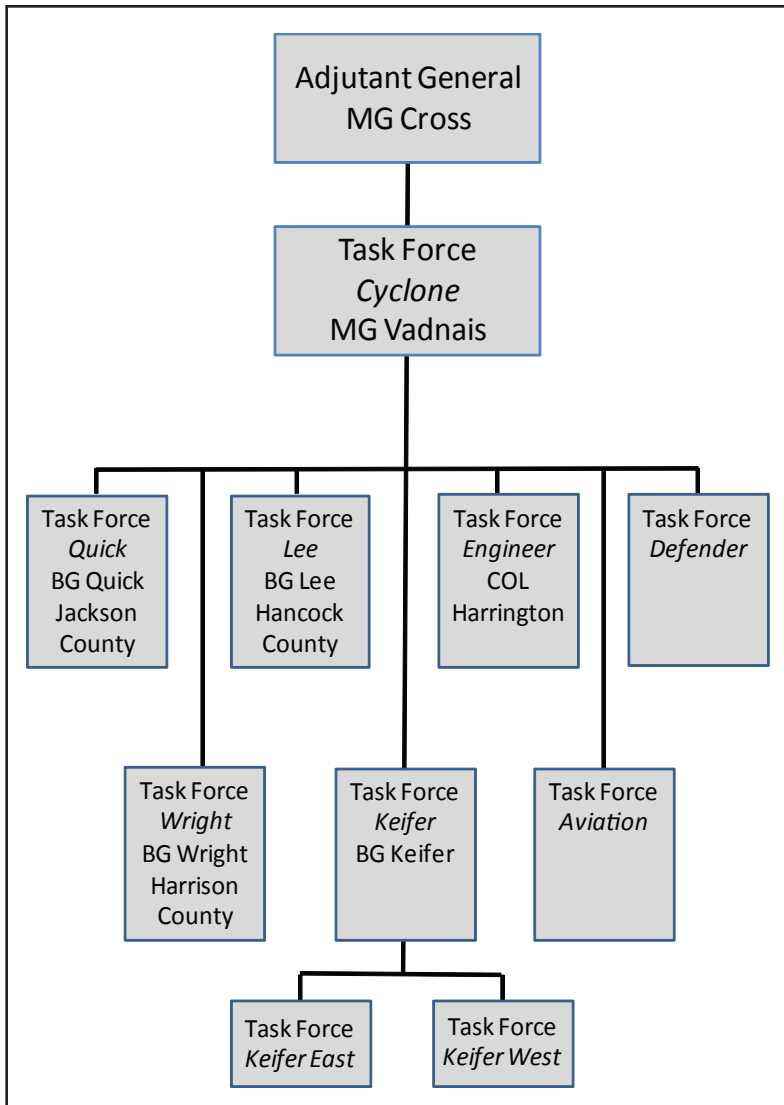 Adjutant General
MG Cross
Task Force
Cyclone
MG Vadnais
Task Force
Quick
BG Quick
Jackson
County
Task Force
Lee
BG Lee
Hancock
County
Task Force
Engineer
COL
Harrington
Task Force
Defender
Task Force
Wright
BG Wright
Harrison
County
Task Force
Keifer
BG Keifer
Task Force
Aviation
Task Force
Keifer East
Task Force
Keifer West